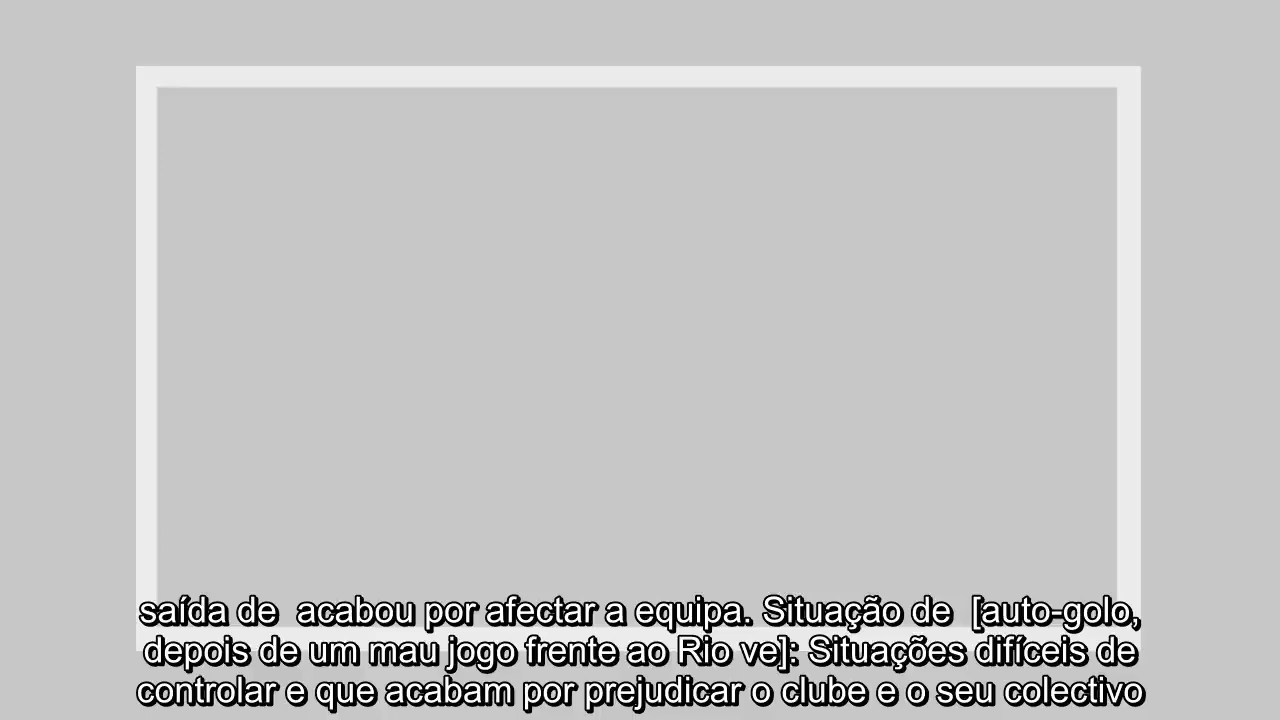 saída de  acabou por afectar a equipa. Situação de  [auto-golo,
depois de um mau jogo frente ao Rio ve]: Situações difíceis de
controlar e que acabam por prejudicar o clube e o seu colectivo